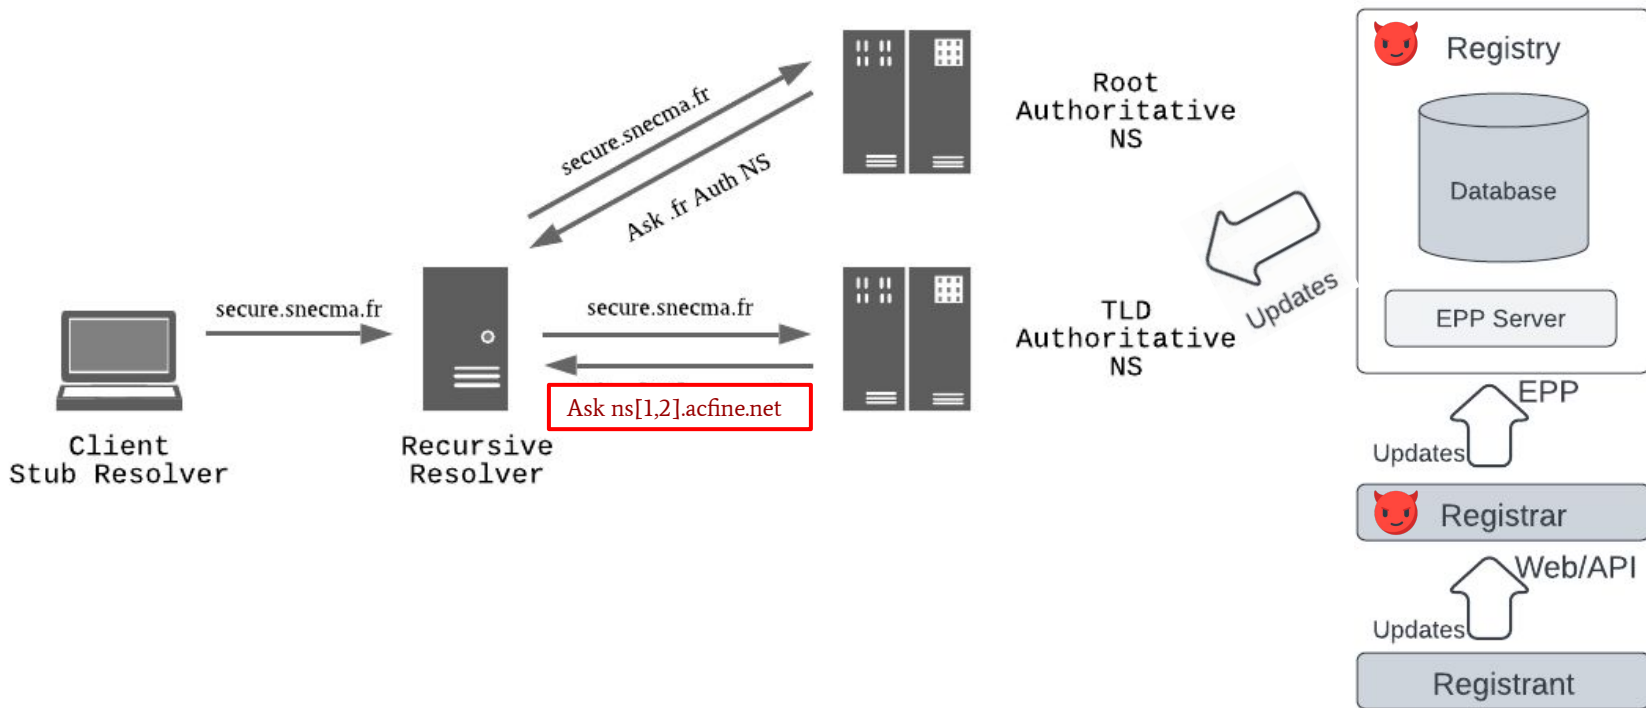 secure.snecma.fr
Ask .fr Auth NS
Root
Authoritative
NS
secure.snecma.fr
secure.snecma.fr
Ask ns[1,2].acfine.net
TLD
Authoritative
NS
Client
Stub Resolver
Recursive
Resolver
Updates
Registry
Database
EPP Server
EPP
Updates
Registrar
Web/API
Updates
Registrant